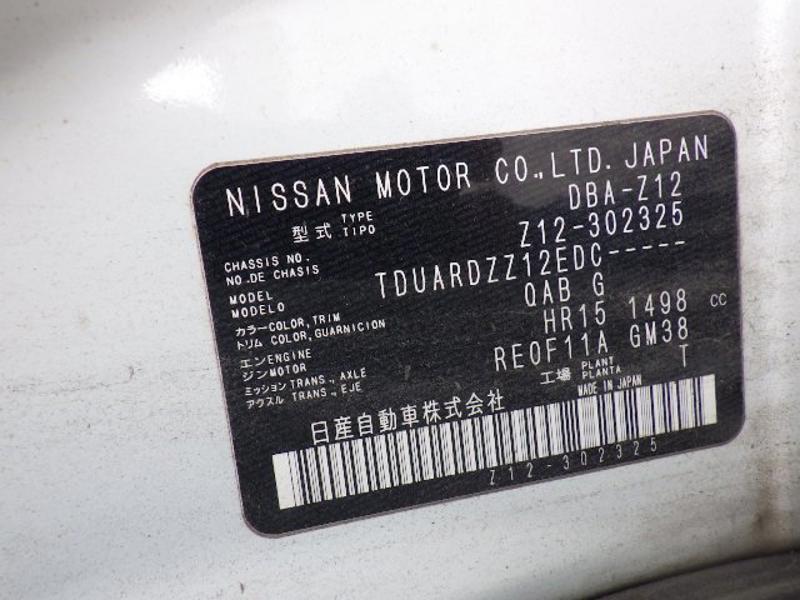 NISSAN MOTOR CO.,LTD. JAPAN
型式 TYPE TIPO DBA-Z12
CHASSIS NO. NO.DE CHASIS Z12-302325
MODEL MODELO TDUARDZZ12EDC-----
カラー COLOR,TRIM トリム COLOR,GUARNICION QAB G
エンジン ENGINE MOTOR HR15 1498 CC
ミッション TRANS.,AXLE アクスル TRANS.,EJE RE0F11A GM38
工場 PLANT PLANTA T
日産自動車株式会社 MADE IN JAPAN
Z12-302325